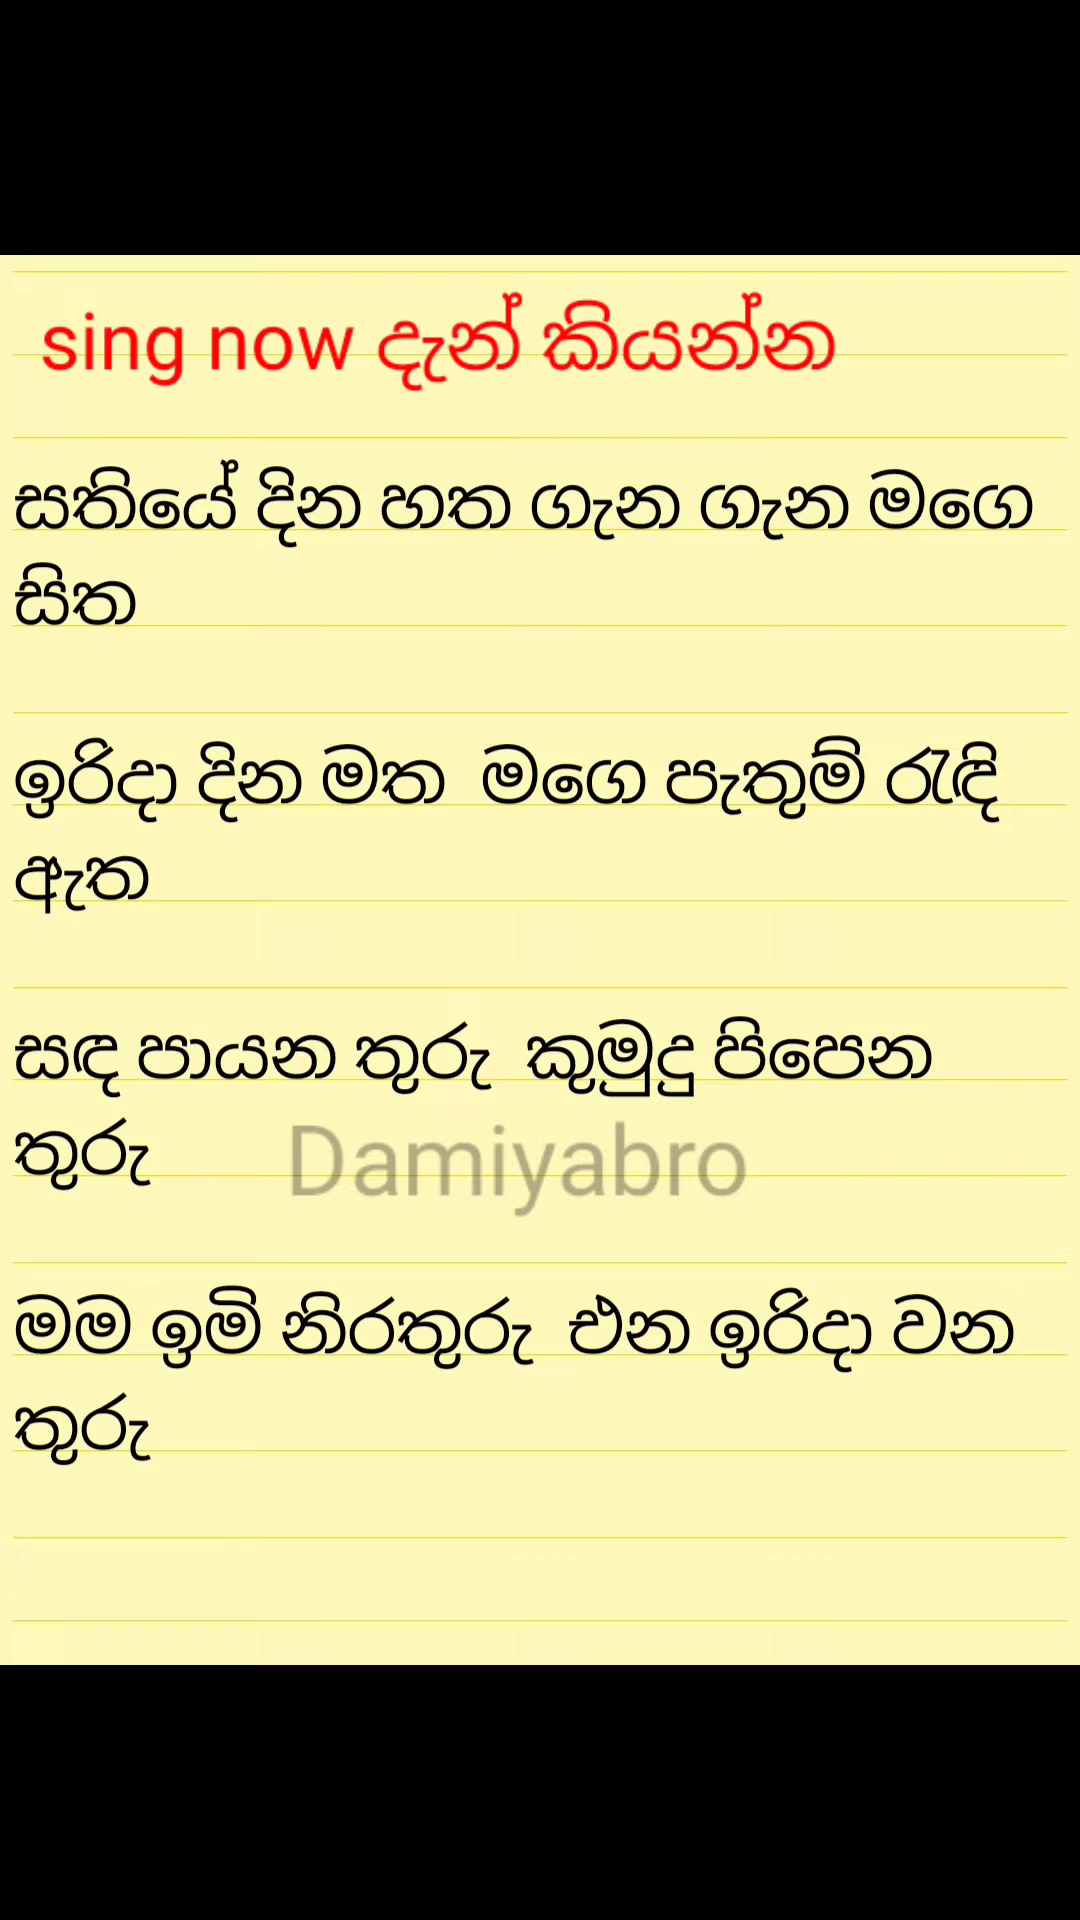 sing now දැන් කියන්න
සතියේ දින හත ගැන ගැන මගෙ
සිත
ඉරිදා දින මත මගෙ පැතුම් රැඳි
ඇත
සඳ පායන තුරු කුමුදු පිපෙන
තුරු
Damiyabro
මම ඉමි නිරතුරු එන ඉරිදා වන
තුරු